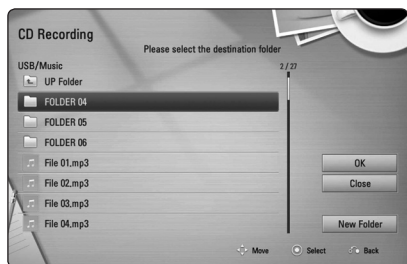 CD Recording
Please select the destination folder
USB/Music
2 / 27
UP Folder
FOLDER 04
FOLDER 05
FOLDER 06
File 01.mp3
File 02.mp3
File 03.mp3
File 04.mp3
OK
Close
New Folder
Move Select Back